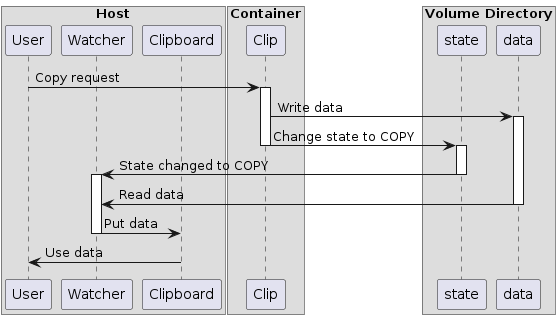 Host Container Volume Directory
User Watcher Clipboard Clip state data
Copy request
Write data
Change state to COPY
State changed to COPY
Read data
Put data
Use data
User Watcher Clipboard Clip state data